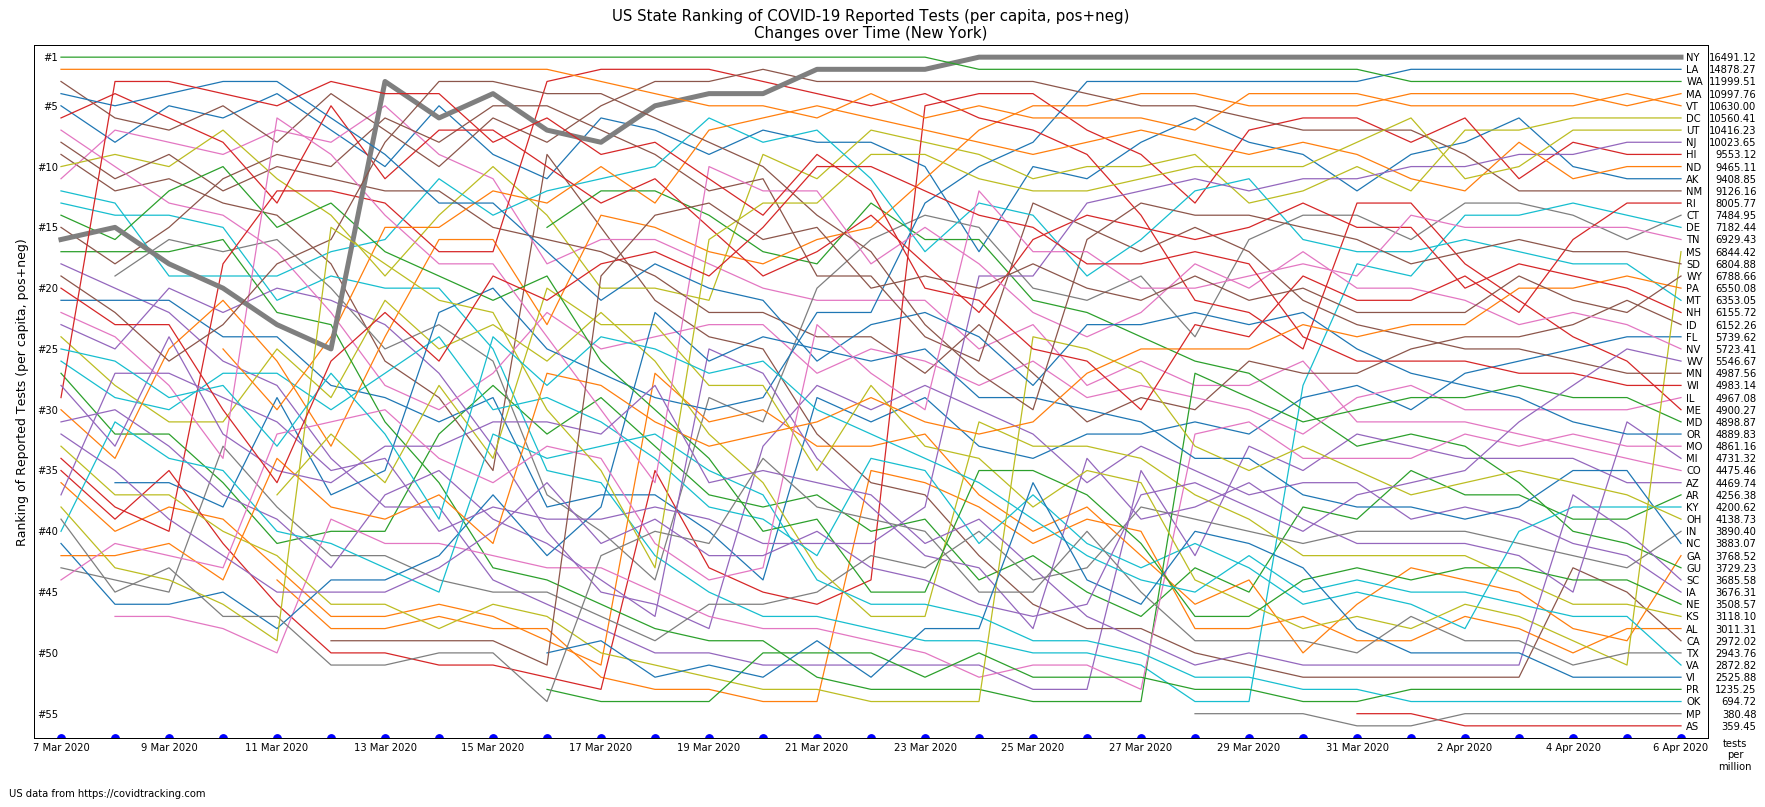 US State Ranking of COVID-19 Reported Tests (per capita, pos+neg)
Changes over Time (New York)
Ranking of Reported Tests (per capita, pos+neg)
#1
#5
#10
#15
#20
#25
#30
#35
#40
#45
#50
#55
NY 16491.12
LA 14878.27
WA 11999.51
MA 10997.76
VT 10630.00
DC 10560.41
UT 10416.23
NJ 10023.65
HI 9553.12
ND 9465.11
AK 9408.85
NM 9126.16
RI 8005.77
CT 7484.95
DE 7182.44
TN 6929.43
MS 6844.42
SD 6804.88
WY 6788.66
PA 6550.08
MT 6353.05
NH 6155.72
ID 6152.26
FL 5739.62
NV 5723.41
WV 5546.67
MN 4987.56
WI 4983.14
IL 4967.08
ME 4900.27
MD 4898.87
OR 4889.83
MO 4861.16
MI 4731.32
CO 4475.46
AZ 4469.74
AR 4256.38
KY 4200.62
OH 4138.73
IN 3890.40
NC 3883.07
GA 3768.52
GU 3729.23
SC 3685.58
IA 3676.31
NE 3508.57
KS 3118.10
AL 3011.31
CA 2972.02
TX 2943.76
VA 2872.82
VI 2525.88
PR 1235.25
OK 694.72
MP 380.48
AS 359.45
7 Mar 2020 9 Mar 2020 11 Mar 2020 13 Mar 2020 15 Mar 2020 17 Mar 2020 19 Mar 2020 21 Mar 2020 23 Mar 2020 25 Mar 2020 27 Mar 2020 29 Mar 2020 31 Mar 2020 2 Apr 2020 4 Apr 2020 6 Apr 2020
tests
per
million
US data from https://covidtracking.com